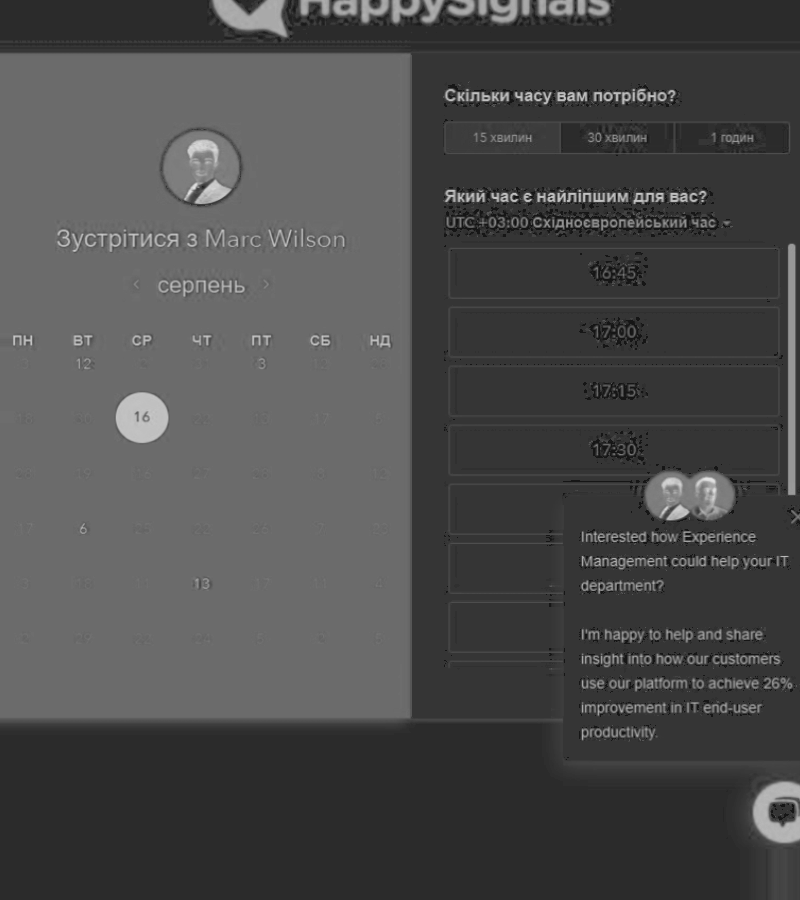 HappySignals
Зустрітися з Marc Wilson
серпень
ПН ВТ СР ЧТ ПТ СБ НД
12 3
16
6
13
Скільки часу вам потрібно?
15 хвилин 30 хвилин 1 годин
Який час є найліпшим для вас?
UTC +03:00 Східноєвропейський час
16:45
17:00
17:15
17:30
Interested how Experience
Management could help your IT
department?
I'm happy to help and share
insight into how our customers
use our platform to achieve 26%
improvement in IT end-user
productivity.